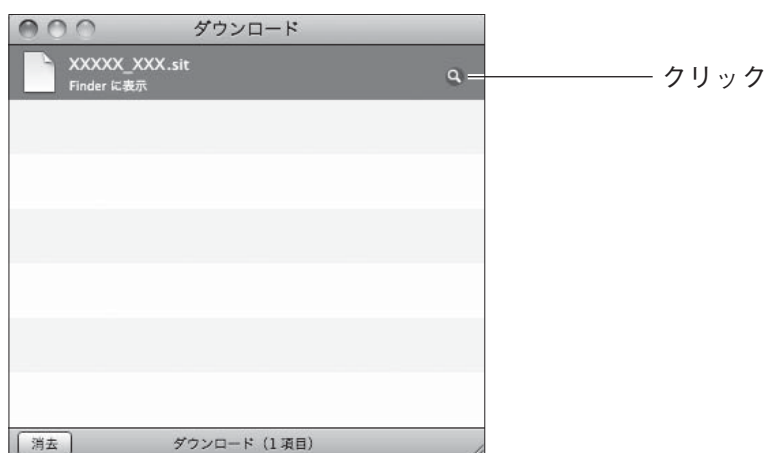 ダウンロード
XXXXX_XXX.sit
Finder に表示
クリック
消去
ダウンロード（1 項目）